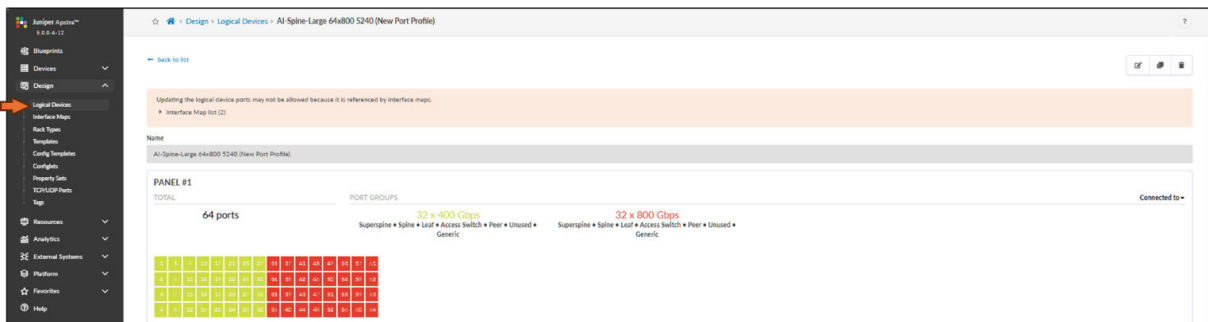 Juniper Apstra™
6.0.0-A-12
Design › Logical Devices › AI-Spine-Large 64x800 5240 (New Port Profile)
?
Blueprints
Devices
Design
Logical Devices
Interface Maps
Rack Types
Templates
Config Templates
Configlets
Property Sets
TCP/UDP Ports
Tags
Resources
Analytics
External Systems
Platform
Favorites
Help
back to list
Updating the logical device ports may not be allowed because it is referenced by interface maps.
Interface Map list (2)
Name
AI-Spine-Large 64x800 5240 (New Port Profile)
PANEL #1
TOTAL
PORT GROUPS
Connected to
64 ports
32 x 400 Gbps
Superspine • Spine • Leaf • Access Switch • Peer • Unused •
Generic
32 x 800 Gbps
Superspine • Spine • Leaf • Access Switch • Peer • Unused •
Generic